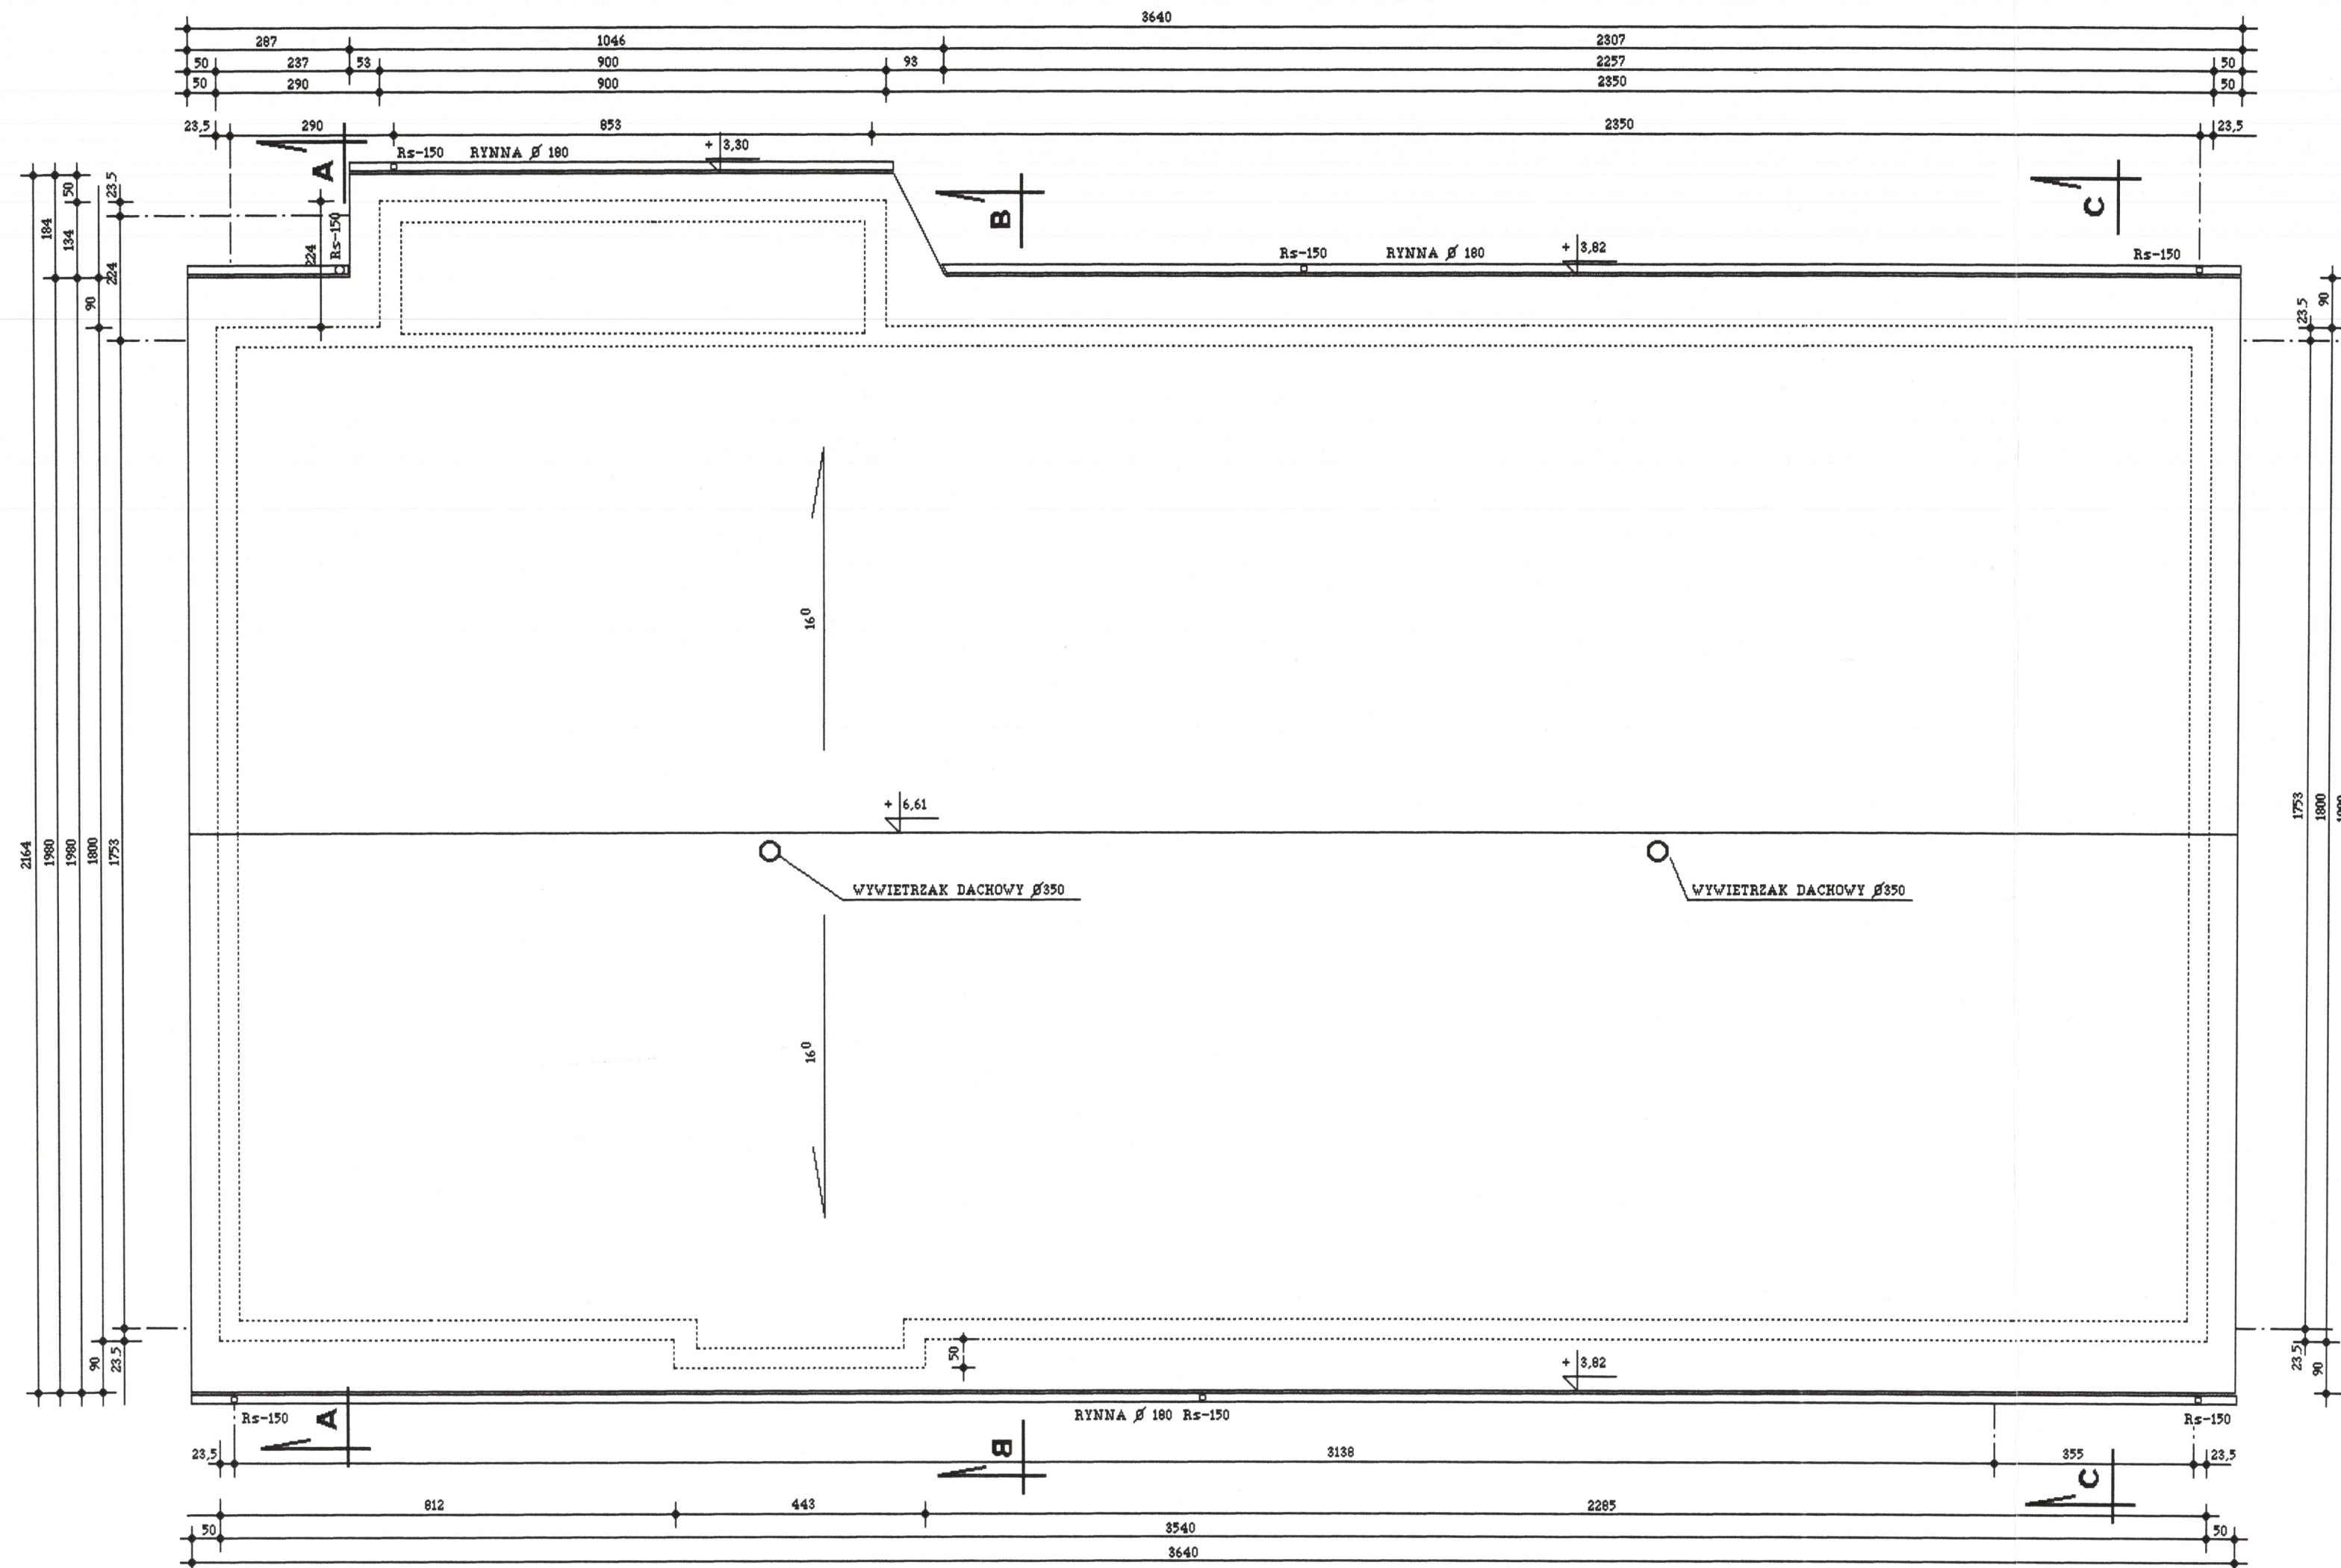 3640
287 1046 2307
50 237 53 900 93 2257 50
50 290 900 2350 50
23,5 290 853 2350 23,5
A
Rs-150 RYNNA Ø 180 + 3,30
B
C
50 23,5
184 134 224 Rs-150
224 90
Rs-150 RYNNA Ø 180 + 3,82 Rs-150
23,5 90
16⁰
+ 6,61
2164 1980 1980 1800 1753
1753 1800
WYWIETRZAK DACHOWY Ø350
WYWIETRZAK DACHOWY Ø350
16⁰
50
+ 3,82
90 23,5
23,5 90
Rs-150 A RYNNA Ø 180 Rs-150 Rs-150
23,5 B 3138 355 23,5
C
812 443 2285
50 3540 50
3640